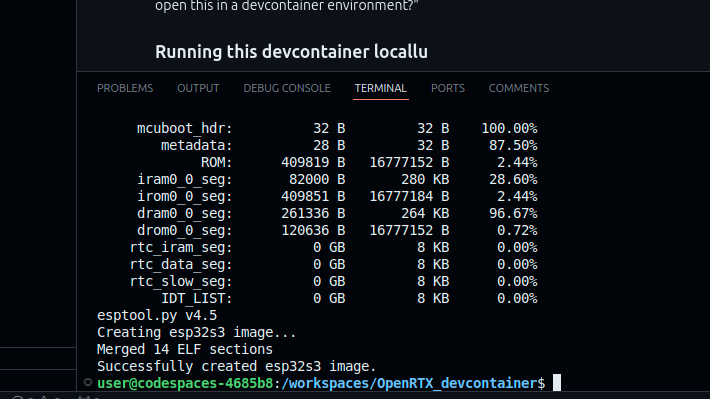 open this in a devcontainer environment?"
Running this devcontainer locallu
PROBLEMS OUTPUT DEBUG CONSOLE TERMINAL PORTS COMMENTS
mcuboot_hdr: 32 B 32 B 100.00%
metadata: 28 B 32 B 87.50%
ROM: 409819 B 16777152 B 2.44%
iram0_0_seg: 82000 B 280 KB 28.60%
irom0_0_seg: 409851 B 16777184 B 2.44%
dram0_0_seg: 261336 B 264 KB 96.67%
drom0_0_seg: 120636 B 16777152 B 0.72%
rtc_iram_seg: 0 GB 8 KB 0.00%
rtc_data_seg: 0 GB 8 KB 0.00%
rtc_slow_seg: 0 GB 8 KB 0.00%
IDT_LIST: 0 GB 8 KB 0.00%
esptool.py v4.5
Creating esp32s3 image...
Merged 14 ELF sections
Successfully created esp32s3 image.
user@codespaces-4685b8:/workspaces/OpenRTX_devcontainer$